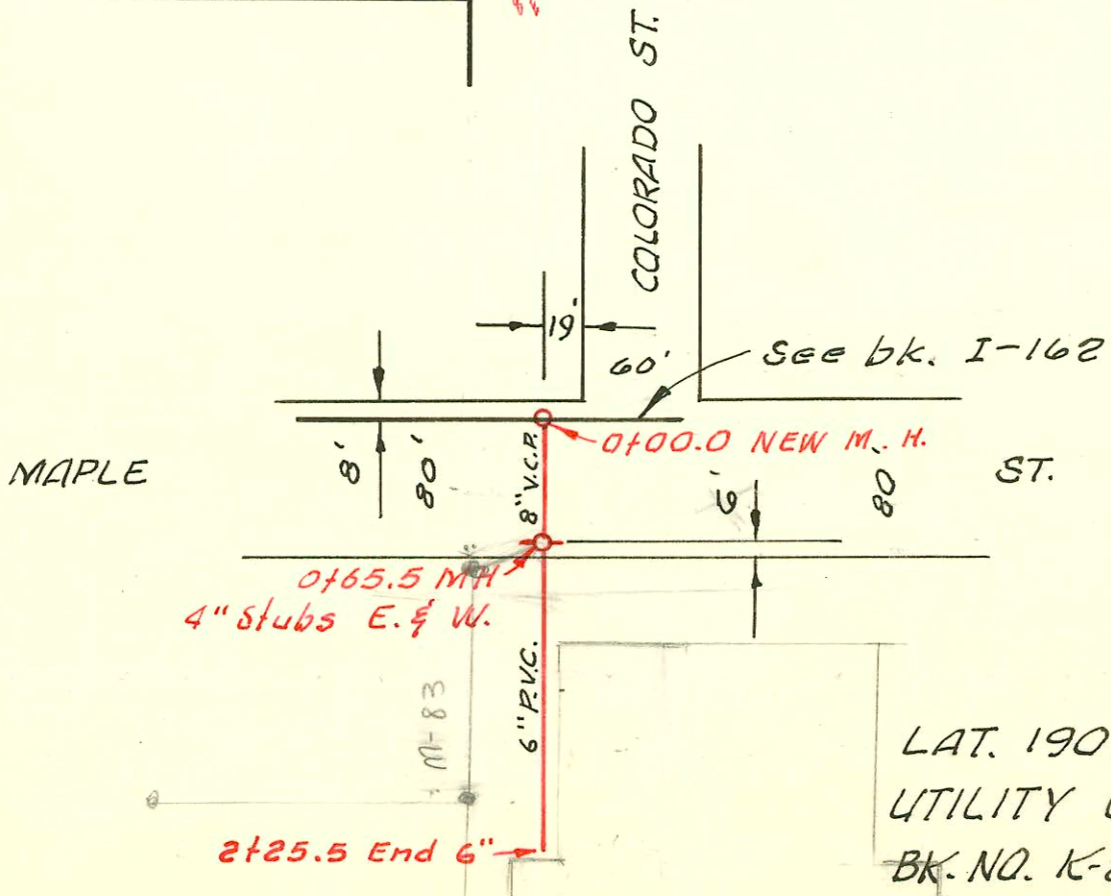 COLORADO ST.
19'
60'
See bk. I-162
0+00.0 NEW M.H.
MAPLE
8'
80'
8" V.C.P.
6'
80'
ST.
0+65.5 MH
4" Stubs E. & W.
6" P.V.C.
M-83
LAT. 190
UTILITY
BK. NO. K-
2+25.5 End 6"